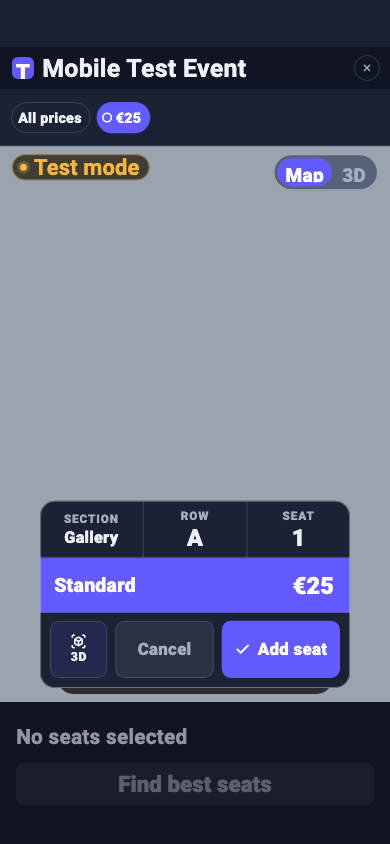 T Mobile Test Event
All prices €25
Test mode
Map 3D
SECTION ROW SEAT
Gallery A 1
Standard €25
3D Cancel Add seat
No seats selected
Find best seats